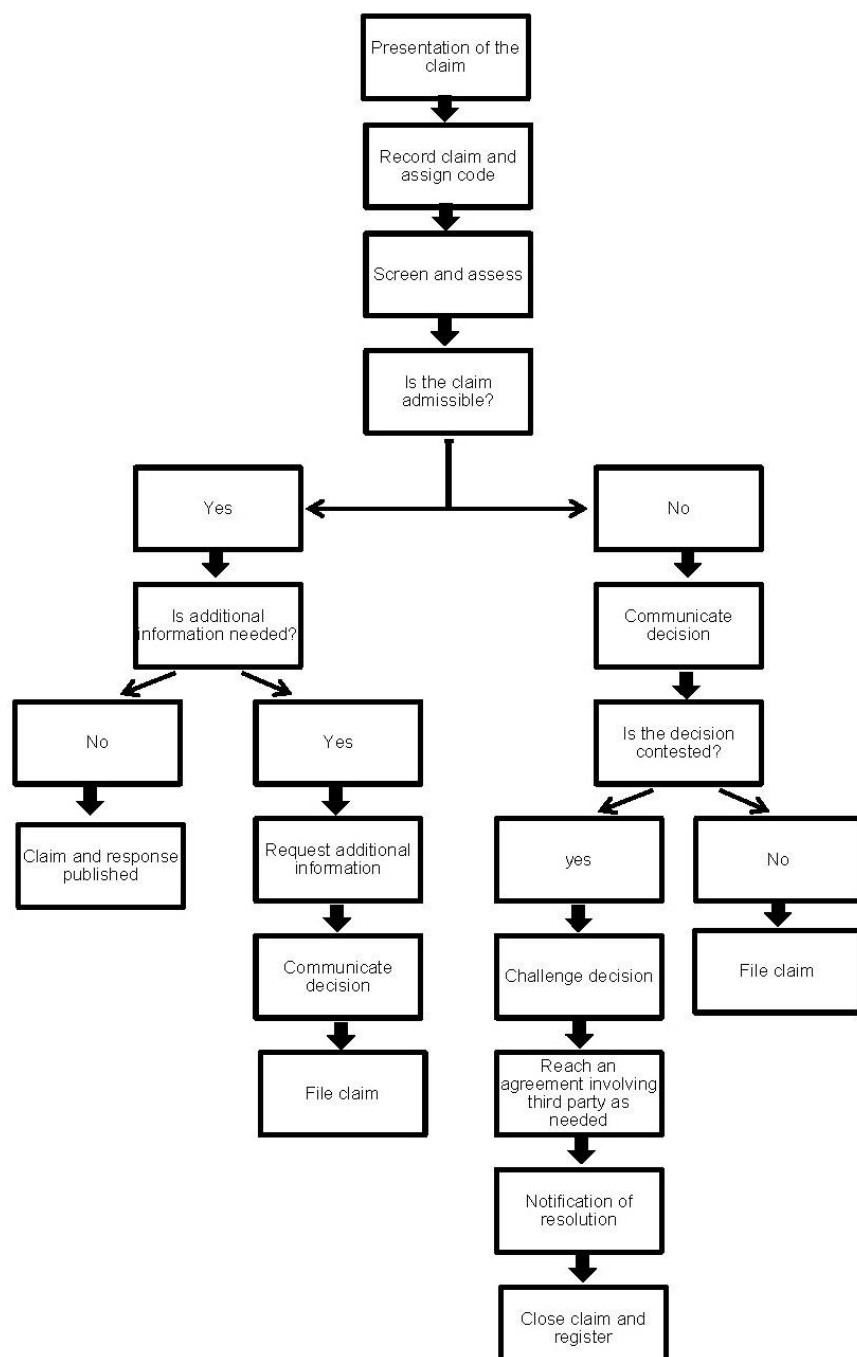 Presentation of the
claim
Record claim and
assign code
Screen and assess
Is the claim
admissible?
Yes
No
Is additional
information needed?
Communicate
decision
No
Yes
Is the decision
contested?
Claim and response
published
Request additional
information
yes
No
Communicate
decision
Challenge decision
File claim
File claim
Reach an
agreement involving
third party as
needed
Notification of
resolution
Close claim and
register